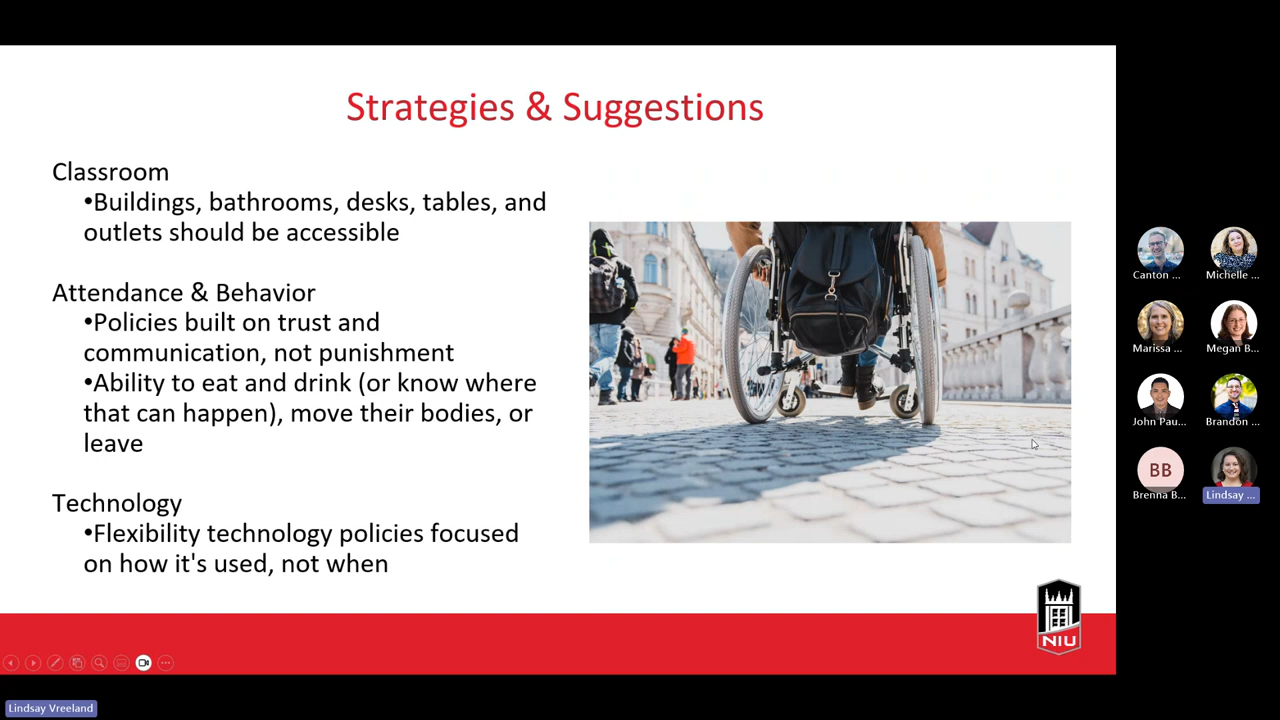 Strategies & Suggestions
Classroom
•Buildings, bathrooms, desks, tables, and
outlets should be accessible
Attendance & Behavior
•Policies built on trust and
communication, not punishment
•Ability to eat and drink (or know where
that can happen), move their bodies, or
leave
Technology
•Flexibility technology policies focused
on how it's used, not when
NIU
Canton ...
Michelle ...
Marissa ...
Megan B...
John Pau...
Brandon ...
BB
Brenna B...
Lindsay ...
Lindsay Vreeland